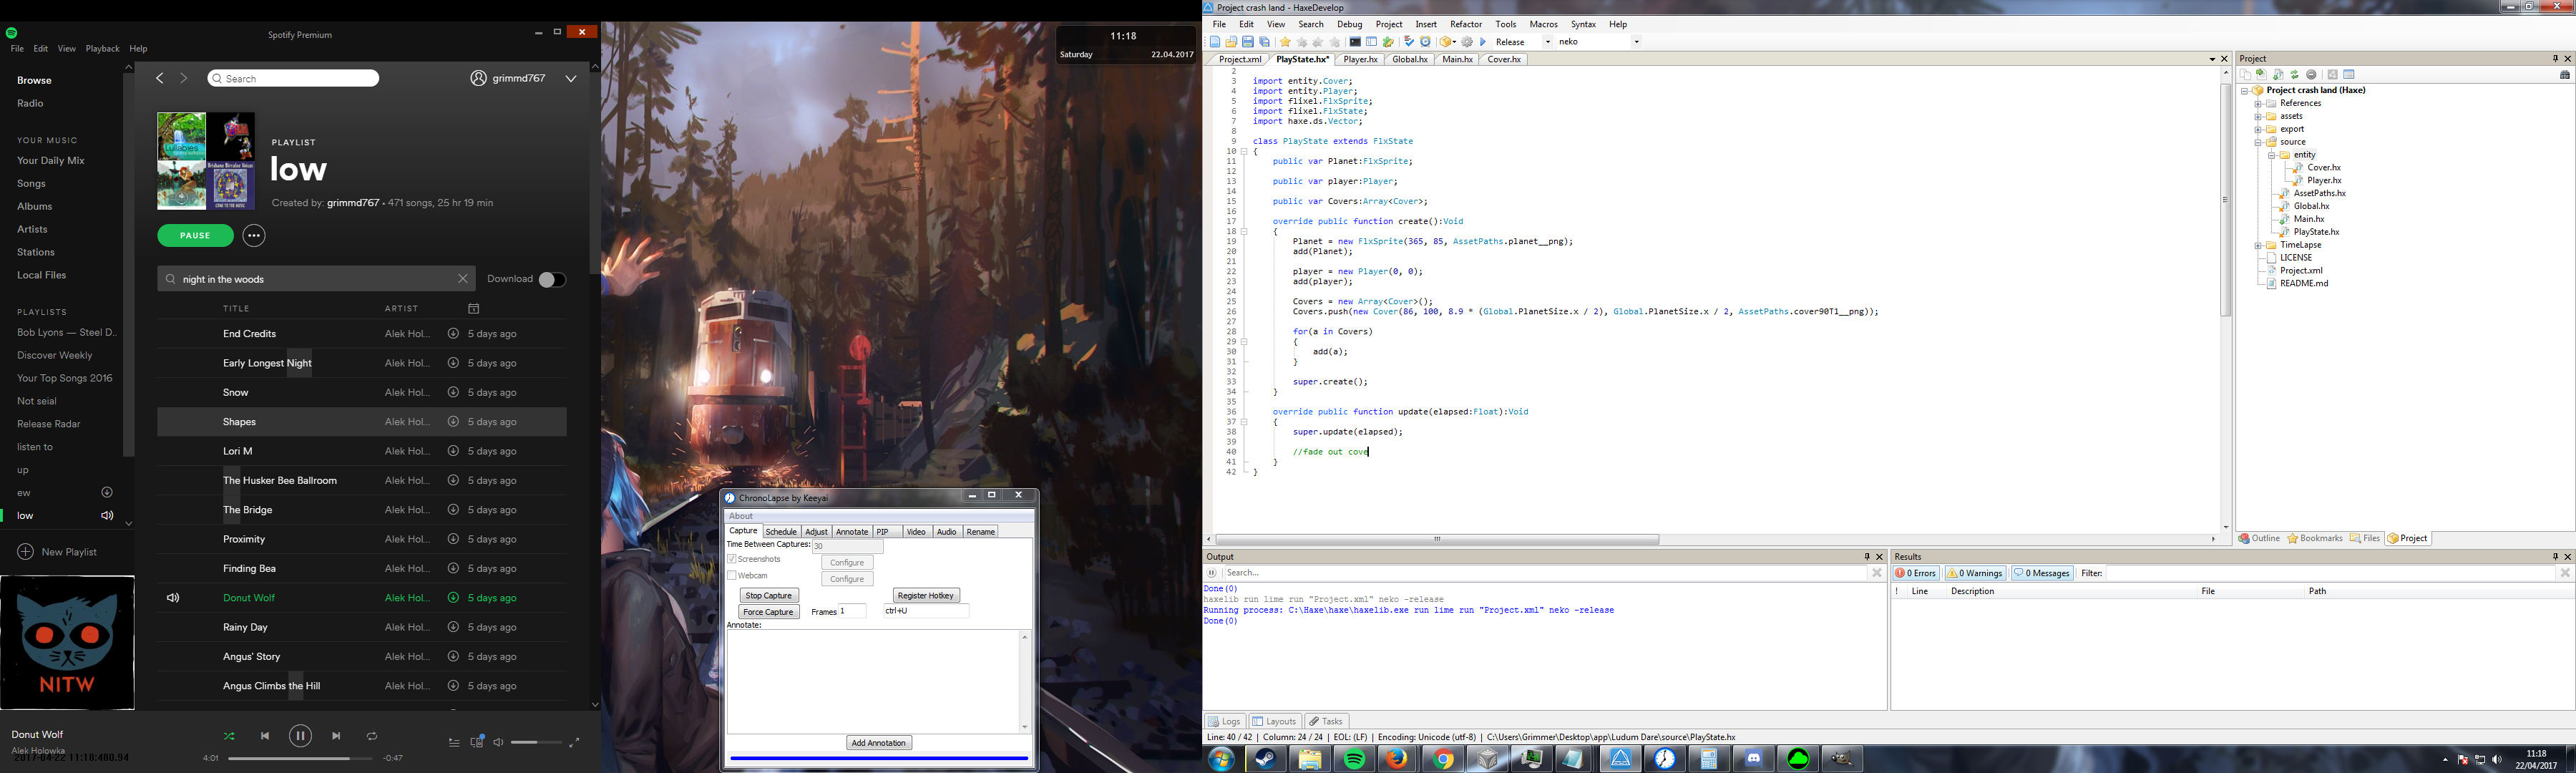 Spotify Premium
File Edit View Playback Help
Browse
Radio
YOUR MUSIC
Your Daily Mix
Songs
Albums
Artists
Stations
Local Files
PLAYLISTS
Bob Lyons — Steel D..
Discover Weekly
Your Top Songs 2016
Not seial
Release Radar
listen to
up
ew
low
New Playlist
NITW
Search
grimmd767
Lullabies
PLAYLIST
low
Created by: grimmd767 • 471 songs, 25 hr 19 min
PAUSE
night in the woods
Download
TITLE ARTIST
End Credits Alek Hol... 5 days ago
Early Longest Night Alek Hol... 5 days ago
Snow Alek Hol... 5 days ago
Shapes Alek Hol... 5 days ago
Lori M Alek Hol... 5 days ago
The Husker Bee Ballroom Alek Hol... 5 days ago
The Bridge Alek Hol... 5 days ago
Proximity Alek Hol... 5 days ago
Finding Bea Alek Hol... 5 days ago
Donut Wolf Alek Hol... 5 days ago
Rainy Day Alek Hol... 5 days ago
Angus' Story Alek Hol... 5 days ago
Angus Climbs the Hill Alek Hol... 5 days ago
Donut Wolf
Alek Holowka
2017-04-22 11:18:480.94
4:01 -0:47
11:18
Saturday 22.04.2017
ChronoLapse by Keeyai
About
Capture Schedule Adjust Annotate PIP Video Audio Rename
Time Between Captures: 30
Screenshots Configure
Webcam Configure
Stop Capture Register Hotkey
Force Capture Frames 1 ctrl+U
Annotate:
Add Annotation
Project crash land - HaxeDevelop
File Edit View Search Debug Project Insert Refactor Tools Macros Syntax Help
Release neko
Project.xml PlayState.hx* Player.hx Global.hx Main.hx Cover.hx
2
3 import entity.Cover;
4 import entity.Player;
5 import flixel.FlxSprite;
6 import flixel.FlxState;
7 import haxe.ds.Vector;
8
9 class PlayState extends FlxState
10 {
11 public var Planet:FlxSprite;
12
13 public var player:Player;
14
15 public var Covers:Array<Cover>;
16
17 override public function create():Void
18 {
19 Planet = new FlxSprite(365, 85, AssetPaths.planet__png);
20 add(Planet);
21
22 player = new Player(0, 0);
23 add(player);
24
25 Covers = new Array<Cover>();
26 Covers.push(new Cover(86, 100, 8.9 * (Global.PlanetSize.x / 2), Global.PlanetSize.x / 2, AssetPaths.cover90T1__png));
27
28 for(a in Covers)
29 {
30 add(a);
31 }
32
33 super.create();
34 }
35
36 override public function update(elapsed:Float):Void
37 {
38 super.update(elapsed);
39
40 //fade out cove
41 }
42 }
Project
Project crash land (Haxe)
References
assets
export
source
entity
Cover.hx
Player.hx
AssetPaths.hx
Global.hx
Main.hx
PlayState.hx
TimeLapse
LICENSE
Project.xml
README.md
Outline Bookmarks Files Project
Output
Search...
Done(0)
haxelib run lime run "Project.xml" neko -release
Running process: C:\Haxe\haxe\haxelib.exe run lime run "Project.xml" neko -release
Done(0)
Results
0 Errors 0 Warnings 0 Messages Filter:
! Line Description File Path
Logs Layouts Tasks
Line: 40 / 42 | Column: 24 / 24 | EOL: (LF) | Encoding: Unicode (utf-8) | C:\Users\Grimmer\Desktop\app\Ludum Dare\source\PlayState.hx
11:18
22/04/2017